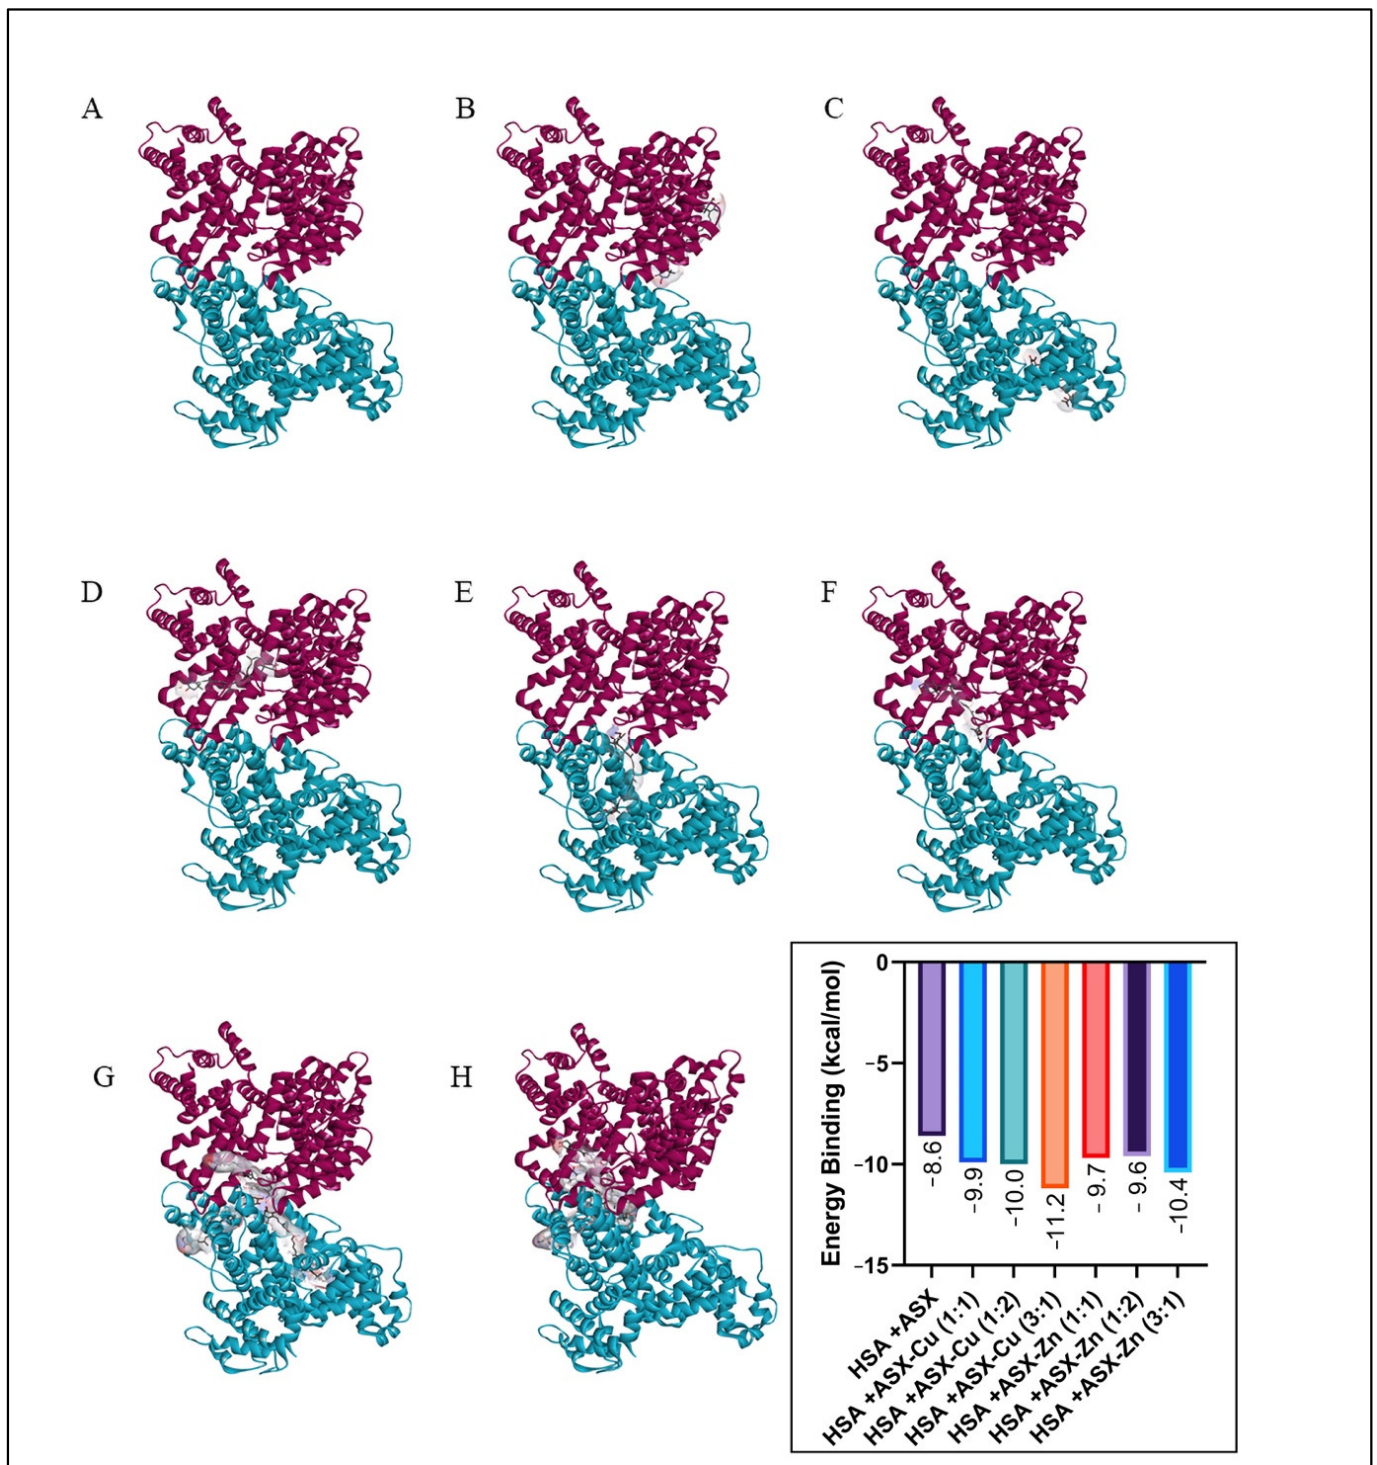 A
B
C
D
E
F
G
H
Energy Binding (kcal/mol)
0
−5
−10
−15
−8.6
−9.9
−10.0
−11.2
−9.7
−9.6
−10.4
HSA +ASX
HSA +ASX-Cu (1:1)
HSA +ASX-Cu (1:2)
HSA +ASX-Cu (3:1)
HSA +ASX-Zn (1:1)
HSA +ASX-Zn (1:2)
HSA +ASX-Zn (3:1)